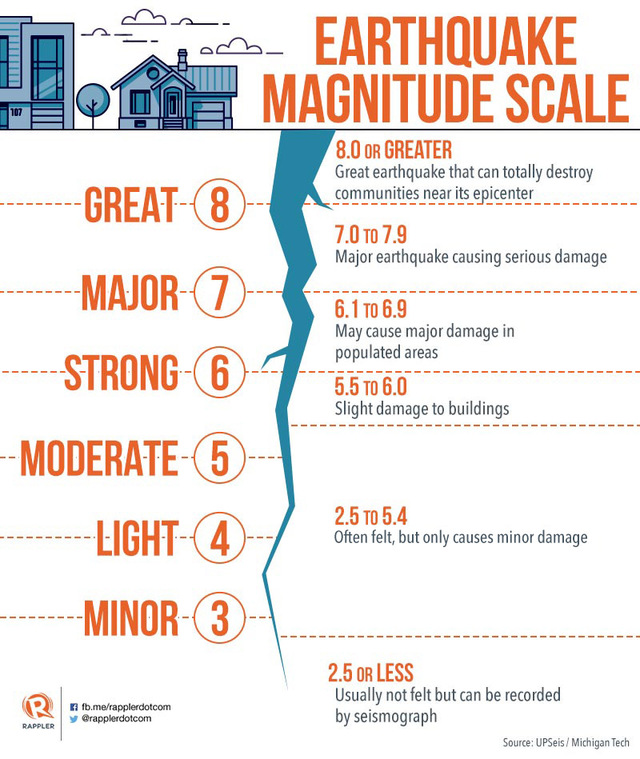 EARTHQUAKE
MAGNITUDE SCALE
107
8.0 OR GREATER
Great earthquake that can totally destroy
communities near its epicenter
GREAT 8
7.0 TO 7.9
Major earthquake causing serious damage
MAJOR 7
6.1 TO 6.9
May cause major damage in
populated areas
STRONG 6
5.5 TO 6.0
Slight damage to buildings
MODERATE 5
2.5 TO 5.4
Often felt, but only causes minor damage
LIGHT 4
MINOR 3
2.5 OR LESS
Usually not felt but can be recorded
by seismograph
R
RAPPLER
f fb.me/rapplerdotcom
@rapplerdotcom
Source: UPSeis / Michigan Tech